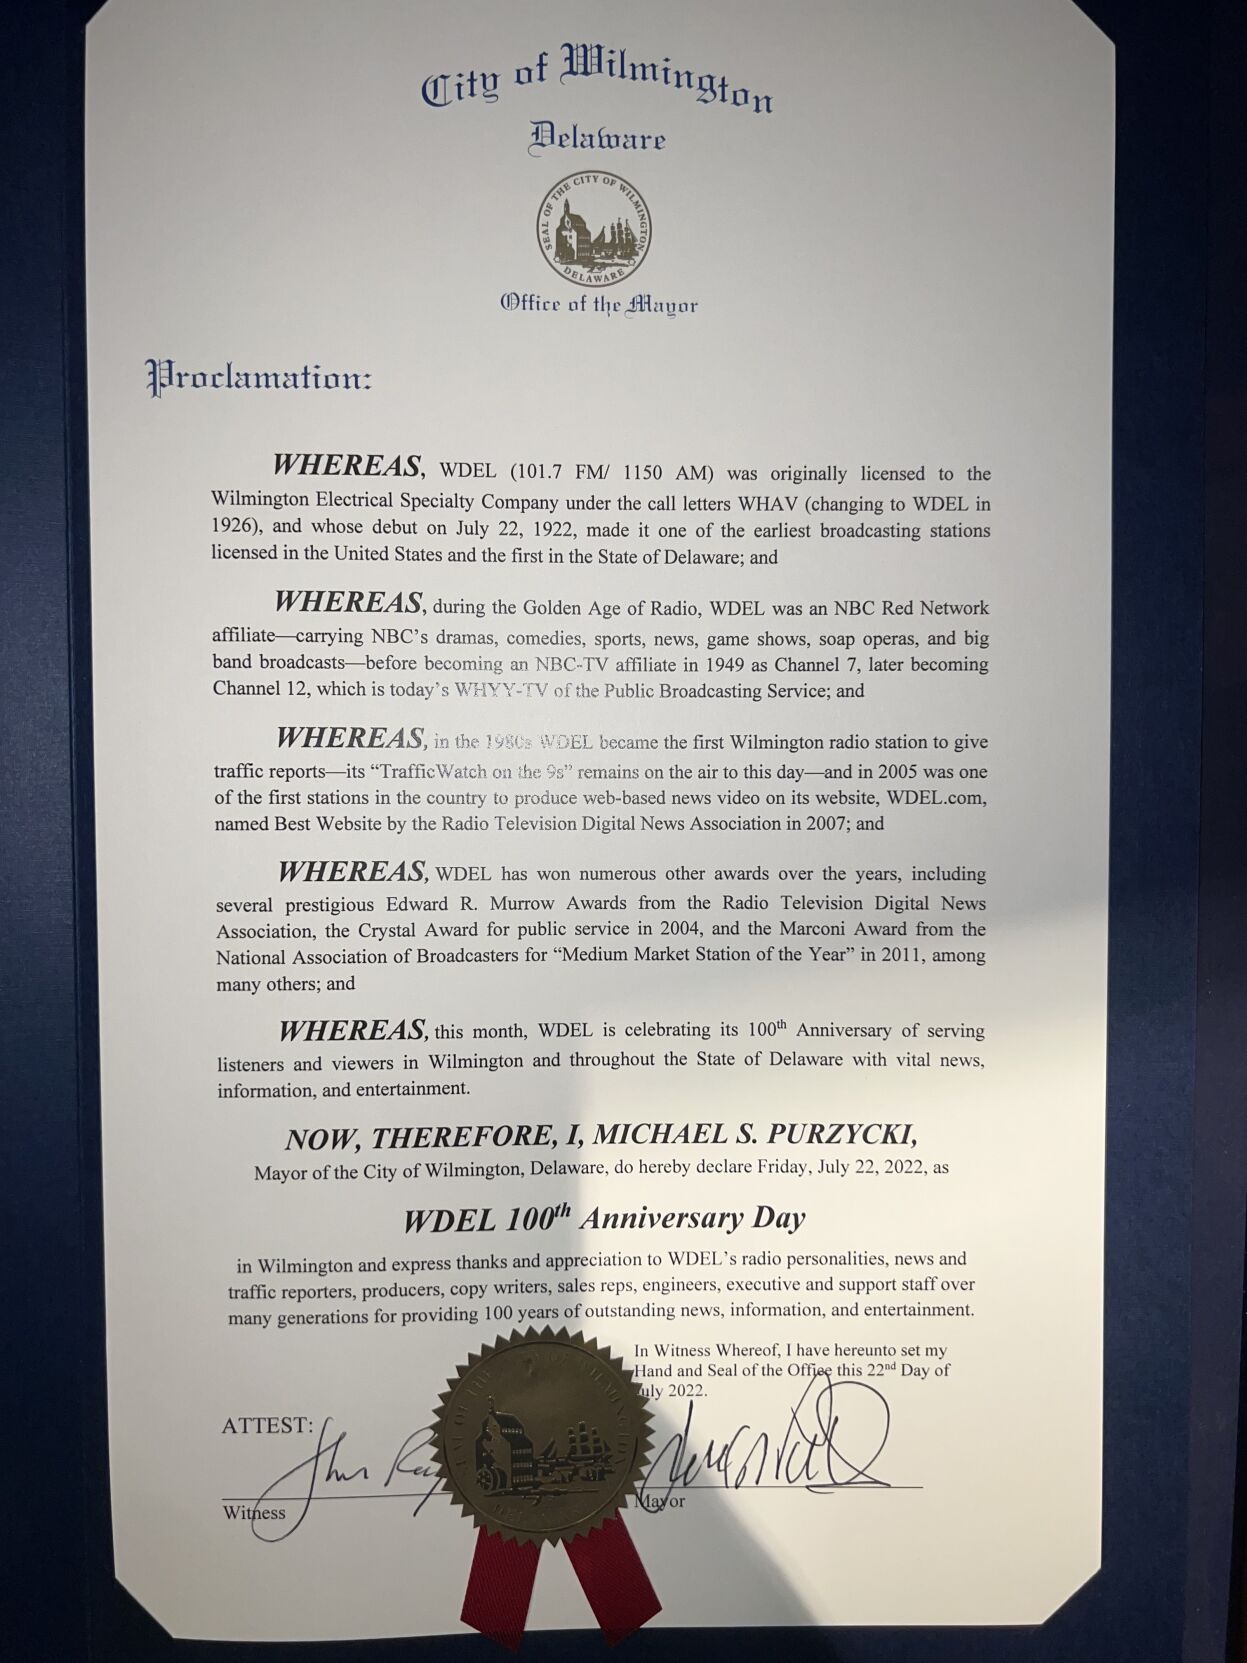 City of Wilmington
Delaware
SEAL OF THE CITY OF WILMINGTON
DELAWARE
Office of the Mayor
Proclamation:
WHEREAS, WDEL (101.7 FM/ 1150 AM) was originally licensed to the
Wilmington Electrical Specialty Company under the call letters WHAV (changing to WDEL in
1926), and whose debut on July 22, 1922, made it one of the earliest broadcasting stations
licensed in the United States and the first in the State of Delaware; and
WHEREAS, during the Golden Age of Radio, WDEL was an NBC Red Network
affiliate—carrying NBC's dramas, comedies, sports, news, game shows, soap operas, and big
band broadcasts—before becoming an NBC-TV affiliate in 1949 as Channel 7, later becoming
Channel 12, which is today's WHYY-TV of the Public Broadcasting Service; and
WHEREAS, in the 1980s WDEL became the first Wilmington radio station to give
traffic reports—its “TrafficWatch on the 9s” remains on the air to this day—and in 2005 was one
of the first stations in the country to produce web-based news video on its website, WDEL.com,
named Best Website by the Radio Television Digital News Association in 2007; and
WHEREAS, WDEL has won numerous other awards over the years, including
several prestigious Edward R. Murrow Awards from the Radio Television Digital News
Association, the Crystal Award for public service in 2004, and the Marconi Award from the
National Association of Broadcasters for “Medium Market Station of the Year” in 2011, among
many others; and
WHEREAS, this month, WDEL is celebrating its 100th Anniversary of serving
listeners and viewers in Wilmington and throughout the State of Delaware with vital news,
information, and entertainment.
NOW, THEREFORE, I, MICHAEL S. PURZYCKI,
Mayor of the City of Wilmington, Delaware, do hereby declare Friday, July 22, 2022, as
WDEL 100th Anniversary Day
in Wilmington and express thanks and appreciation to WDEL's radio personalities, news and
traffic reporters, producers, copy writers, sales reps, engineers, executive and support staff over
many generations for providing 100 years of outstanding news, information, and entertainment.
In Witness Whereof, I have hereunto set my
Hand and Seal of the Office this 22nd Day of
July 2022.
ATTEST:
Witness
Mayor